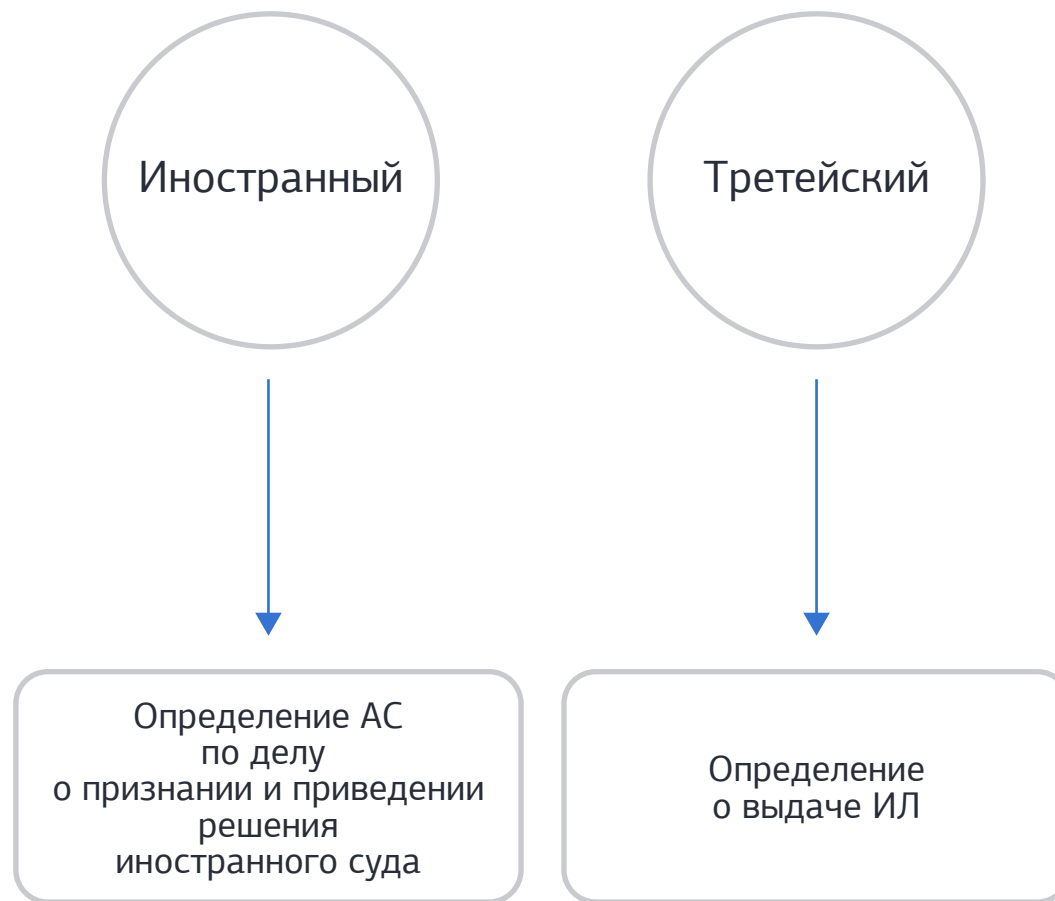 Иностранный
Третейский
Определение АС
по делу
о признании и приведении
решения
иностранного суда
Определение
о выдаче ИЛ